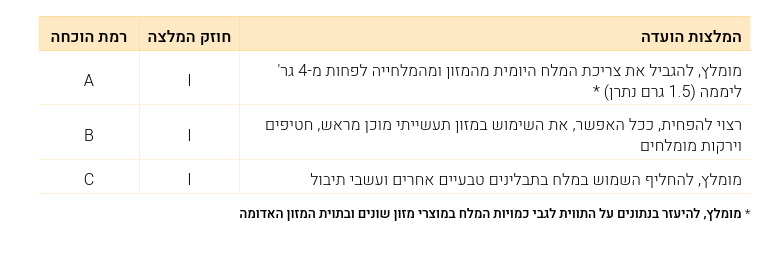 המלצות הועדה חוזק המלצה רמת הוכחה
מומלץ, להגביל את צריכת המלח היומית מהמזון ומהמלחייה לפחות מ-4 גר'
ליממה (1.5 גרם נתרן) * I A
רצוי להפחית, ככל האפשר, את השימוש במזון תעשייתי מוכן מראש, חטיפים
וירקות מומלחים I B
מומלץ, להחליף השמוש במלח בתבלינים טבעיים אחרים ועשבי תיבול I C
* מומלץ, להיעזר בנתונים על התווית לגבי כמויות המלח במוצרי מזון שונים ובתוית המזון האדומה